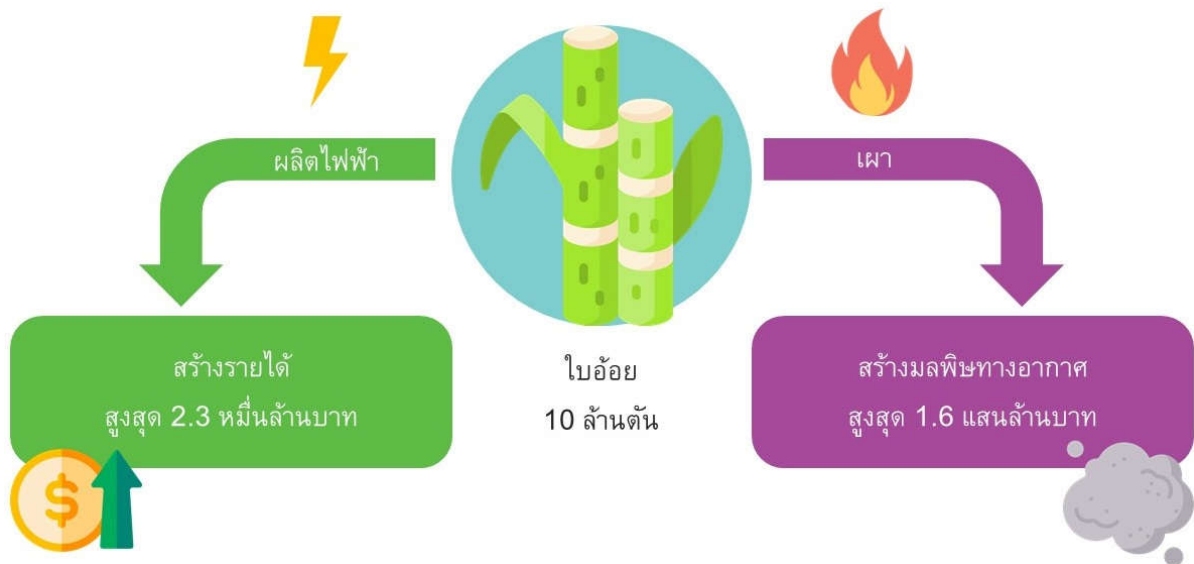 ผลิตไฟฟ้า
เผา
สร้างรายได้
สูงสุด 2.3 หมื่นล้านบาท
ใบอ้อย
10 ล้านตัน
สร้างมลพิษทางอากาศ
สูงสุด 1.6 แสนล้านบาท
$